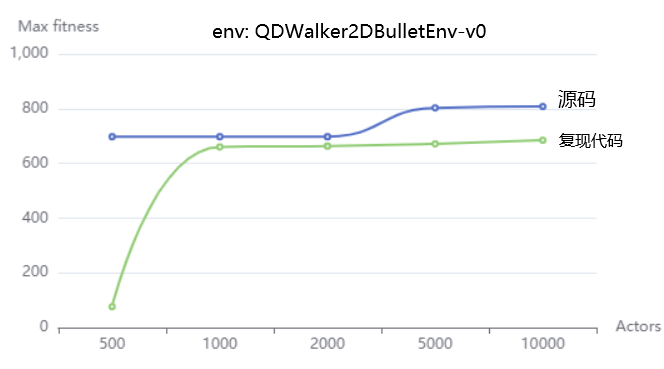 Max fitness
env: QDWalker2DBulletEnv-v0
1,000
800
600
400
200
0
源码
复现代码
500 1000 2000 5000 10000
Actors